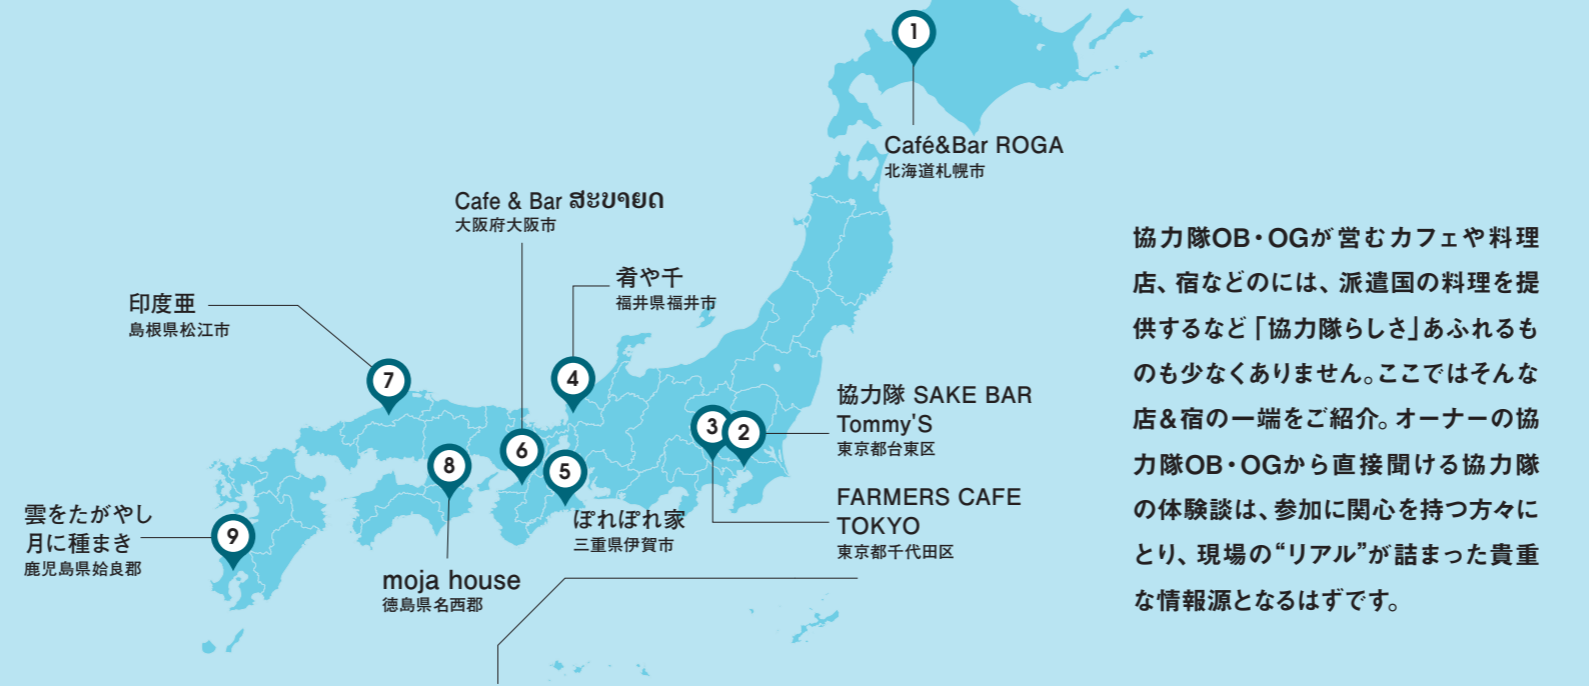 1
Café&Bar ROGA
北海道札幌市
Cafe & Bar ສະບາຍດ
大阪府大阪市
肴や千
福井県福井市
印度亜
島根県松江市
7
4
協力隊 SAKE BAR
Tommy'S
東京都台東区
3
2
6
8
5
FARMERS CAFE
TOKYO
東京都千代田区
ぽれぽれ家
三重県伊賀市
雲をたがやし
月に種まき
鹿児島県姶良郡
9
moja house
徳島県名西郡
協力隊OB・OGが営むカフェや料理
店、宿などのには、派遣国の料理を提
供するなど「協力隊らしさ」あふれるも
のも少なくありません。ここではそんな
店&宿の一端をご紹介。オーナーの協
力隊OB・OGから直接聞ける協力隊
の体験談は、参加に関心を持つ方々に
とり、現場の“リアル”が詰まった貴重
な情報源となるはずです。